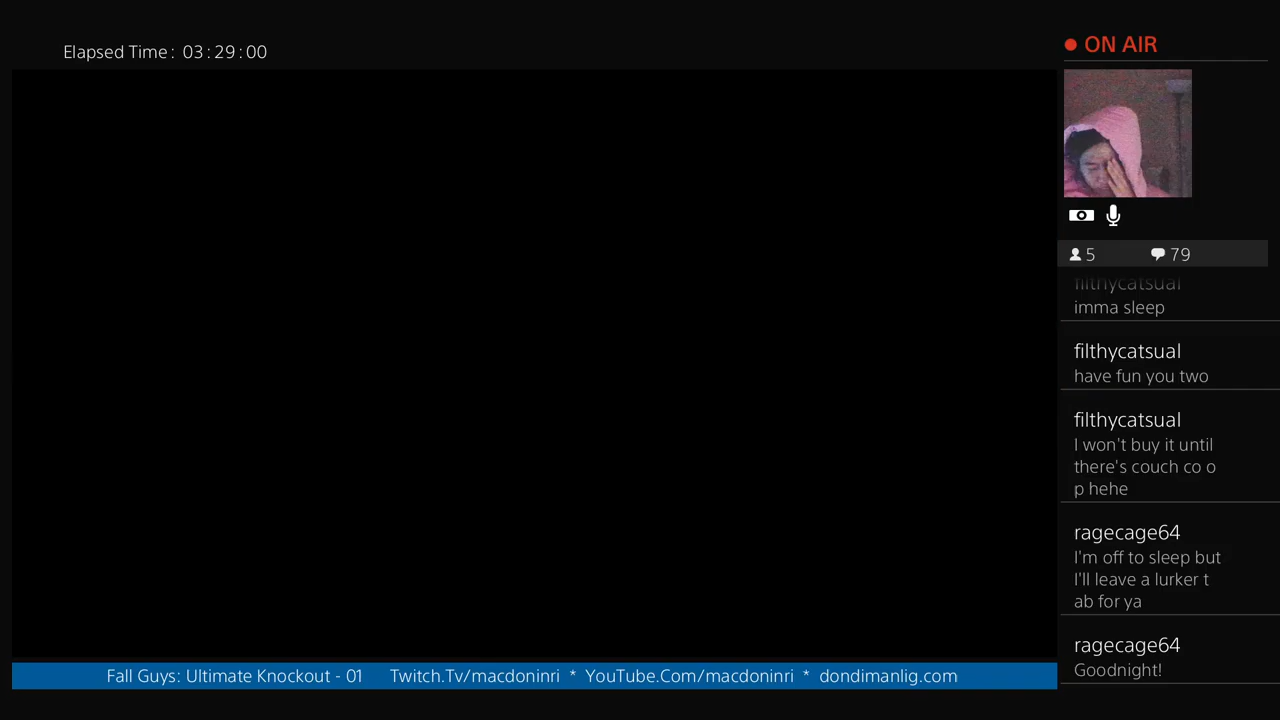 Elapsed Time: 03:29:00
ON AIR
5 79
filthycatsual
imma sleep
filthycatsual
have fun you two
filthycatsual
I won't buy it until
there's couch co o
p hehe
ragecage64
I'm off to sleep but
I'll leave a lurker t
ab for ya
ragecage64
Goodnight!
Fall Guys: Ultimate Knockout - 01 Twitch.Tv/macdoninri * YouTube.Com/macdoninri * dondimanlig.com